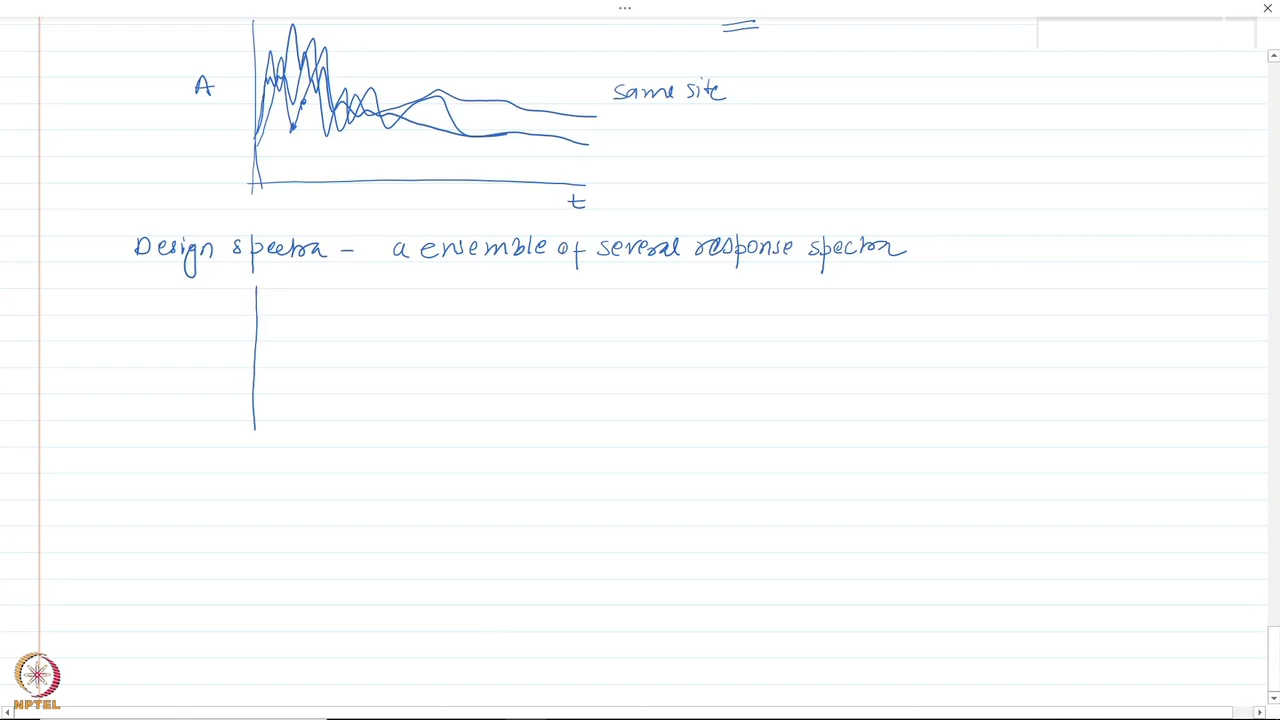 A
same site
t
Design spectra - a ensemble of several response spectra
NPTEL